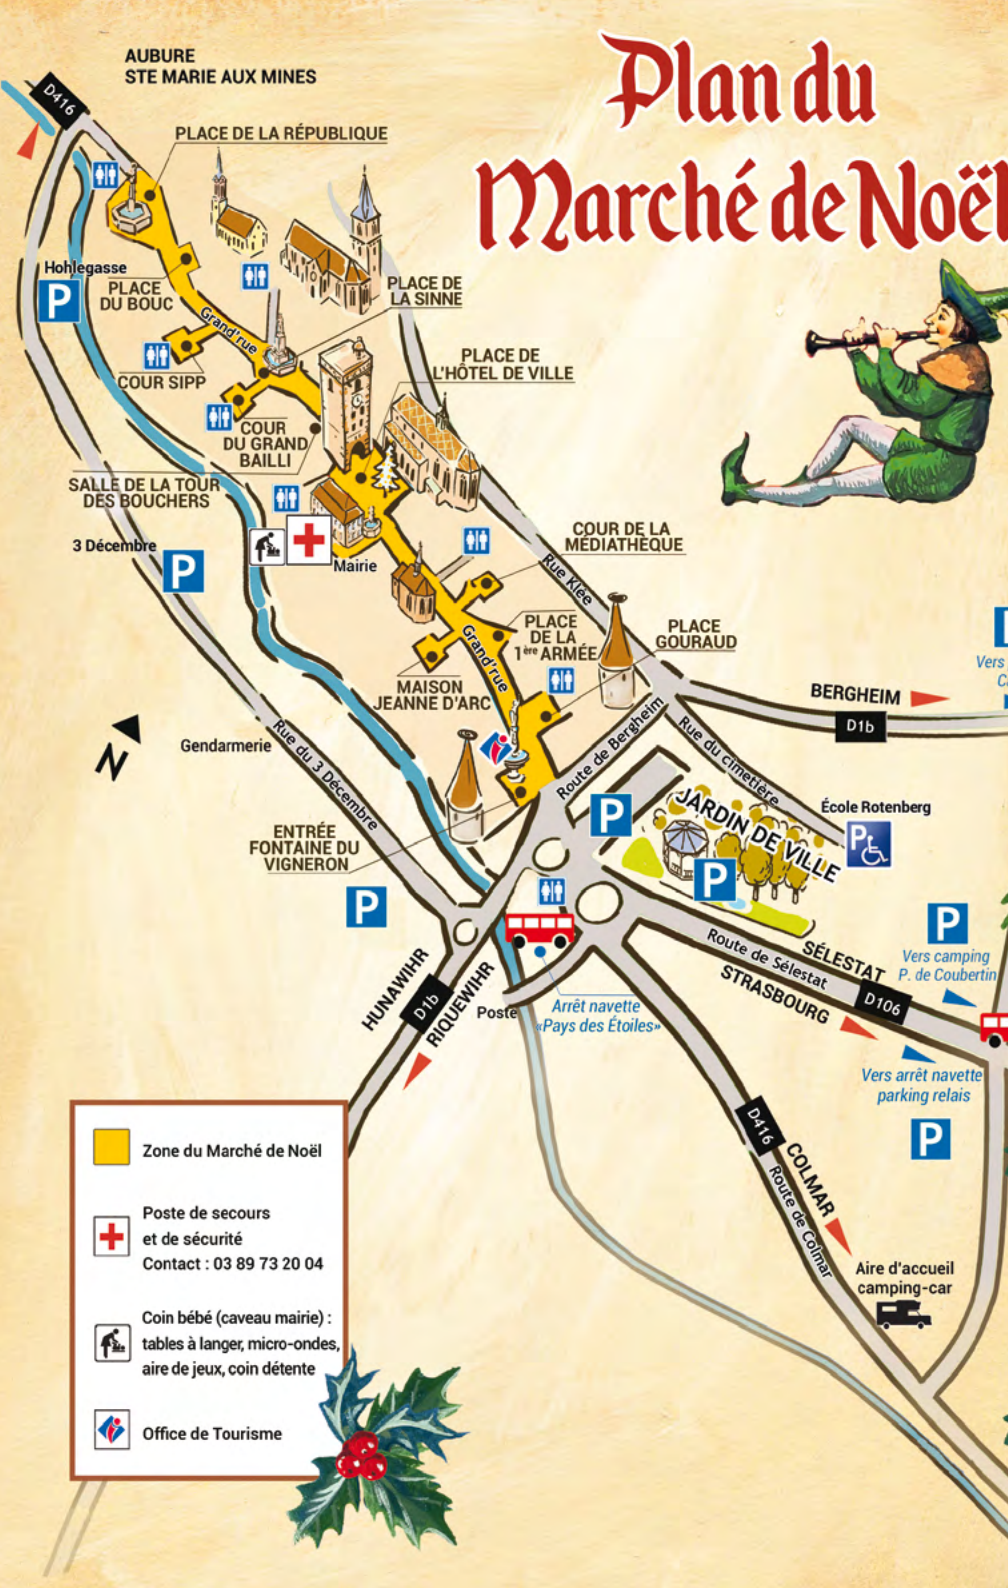 Plan du
Marché de Noël
AUBURE
STE MARIE AUX MINES
D416
PLACE DE LA RÉPUBLIQUE
Hohlegasse
P
PLACE
DU BOUC
Grand'rue
PLACE DE
LA SINNE
COUR SIPP
PLACE DE
L'HÔTEL DE VILLE
COUR
DU GRAND
BAILLI
SALLE DE LA TOUR
DES BOUCHERS
3 Décembre
P
Mairie
COUR DE LA
MÉDIATHÈQUE
Rue Klée
PLACE
DE LA
1ère ARMÉE
PLACE
GOURAUD
Grand'rue
MAISON
JEANNE D'ARC
Vers
BERGHEIM
D1b
N
Gendarmerie
Rue du 3 Décembre
Route de Bergheim
Rue du cimetière
École Rotenberg
P
P
JARDIN DE VILLE
P
ENTRÉE
FONTAINE DU
VIGNERON
P
HUNAWIHR
D1b
RIQUEWIHR
Poste
Arrêt navette
«Pays des Étoiles»
Route de Sélestat
SÉLESTAT
STRASBOURG
D106
P
Vers camping
P. de Coubertin
Vers arrêt navette
parking relais
P
D416
COLMAR
Route de Colmar
Aire d'accueil
camping-car
Zone du Marché de Noël
Poste de secours
et de sécurité
Contact : 03 89 73 20 04
Coin bébé (caveau mairie) :
tables à langer, micro-ondes,
aire de jeux, coin détente
Office de Tourisme